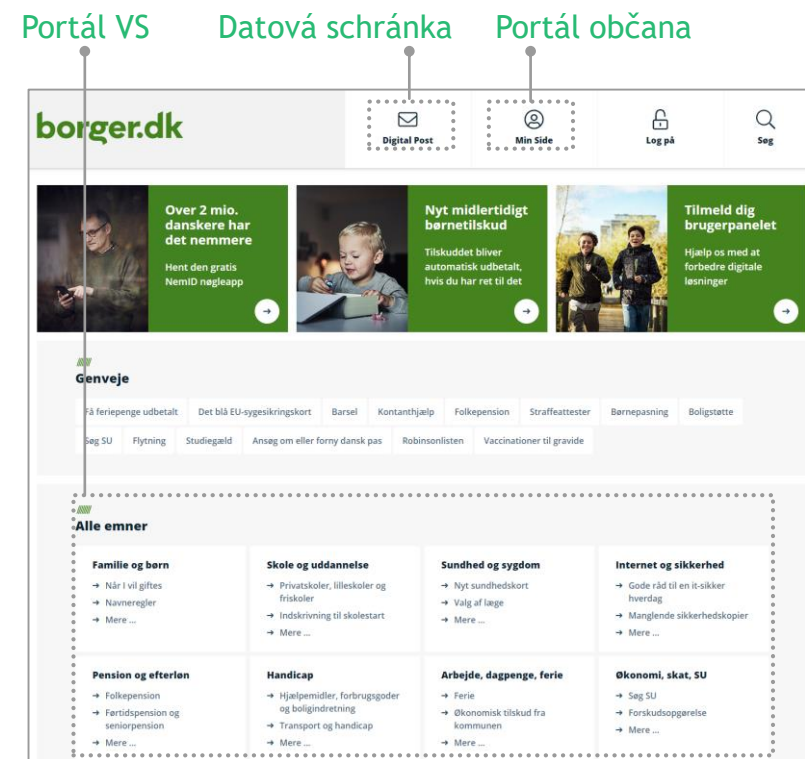 Portál VS
Datová schránka
Portál občana
borger.dk
Digital Post
Min Side
Log på
Søg
Over 2 mio.
danskere har
det nemmere
Hent den gratis
NemID nøgleapp
Nyt midlertidigt
børnetilskud
Tilskuddet bliver
automatisk udbetalt,
hvis du har ret til det
Tilmeld dig
brugerpanelet
Hjælp os med at
forbedre digitale
løsninger
Genveje
Få feriepenge udbetalt
Det blå EU-sygesikringskort
Barsel
Kontanthjælp
Folkepension
Straffeattester
Børnepasning
Boligstøtte
Søg SU
Flytning
Studiegæld
Ansøg om eller forny dansk pas
Robinsonlisten
Vaccinationer til gravide
Alle emner
Familie og børn
→ Når I vil giftes
→ Navneregler
→ Mere ...
Skole og uddannelse
→ Privatskoler, lilleskoler og
friskoler
→ Indskrivning til skolestart
→ Mere ...
Sundhed og sygdom
→ Nyt sundhedskort
→ Valg af læge
→ Mere ...
Internet og sikkerhed
→ Gode råd til en it-sikker
hverdag
→ Manglende sikkerhedskopier
→ Mere ...
Pension og efterløn
→ Folkepension
→ Førtidspension og
seniorpension
→ Mere ...
Handicap
→ Hjælpemidler, forbrugsgoder
og boligindretning
→ Transport og handicap
→ Mere ...
Arbejde, dagpenge, ferie
→ Ferie
→ Økonomisk tilskud fra
kommunen
→ Mere ...
Økonomi, skat, SU
→ Søg SU
→ Forskudsopgørelse
→ Mere ...